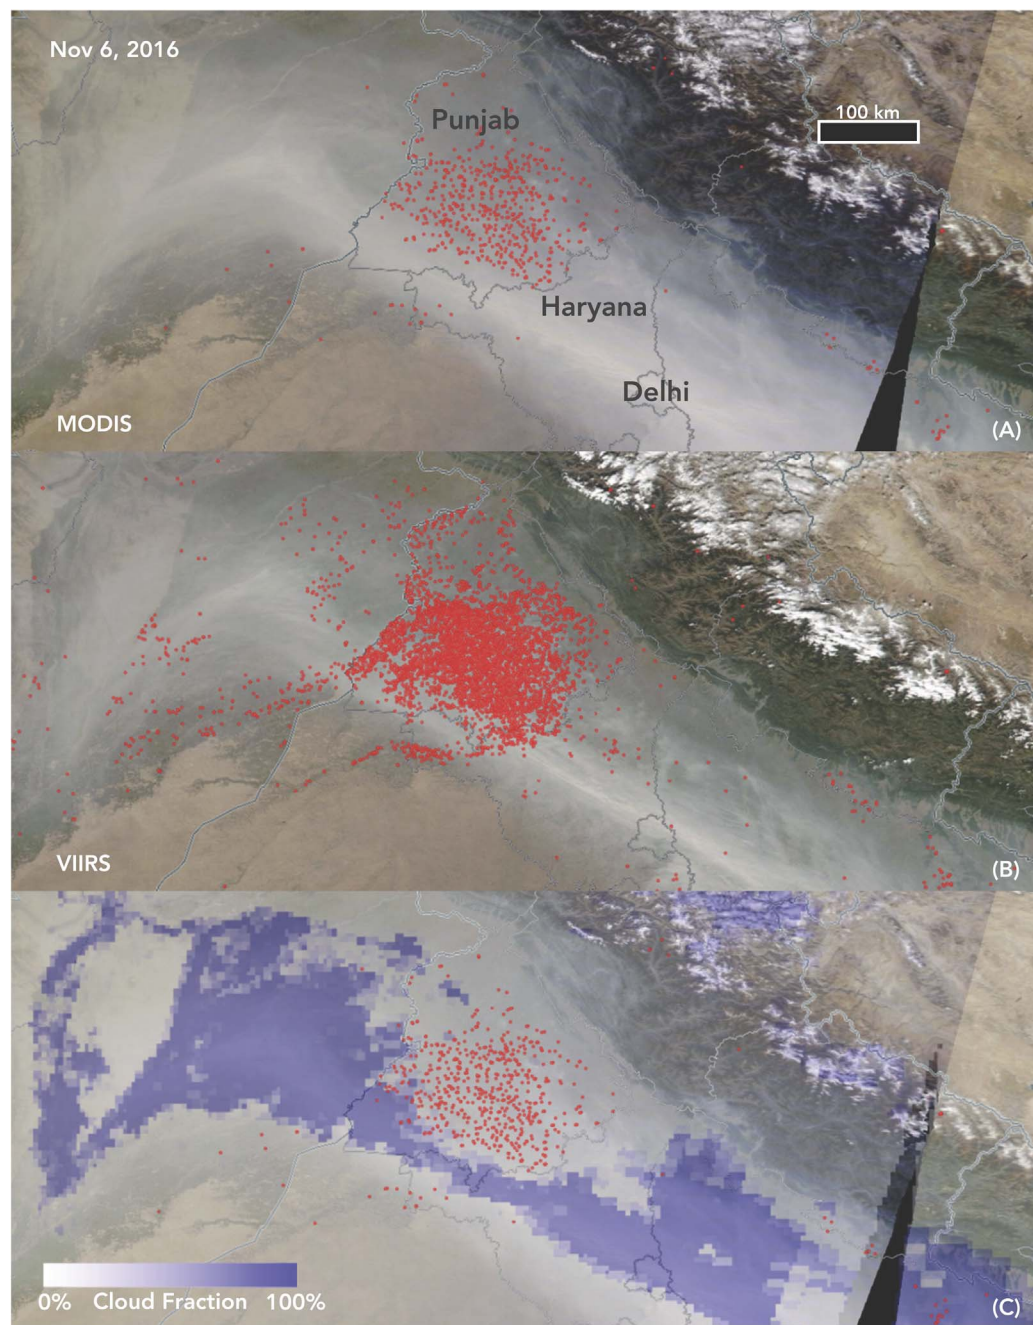 Nov 6, 2016
100 km
Punjab
Haryana
Delhi
MODIS
(A)
VIIRS
(B)
0% Cloud Fraction 100%
(C)